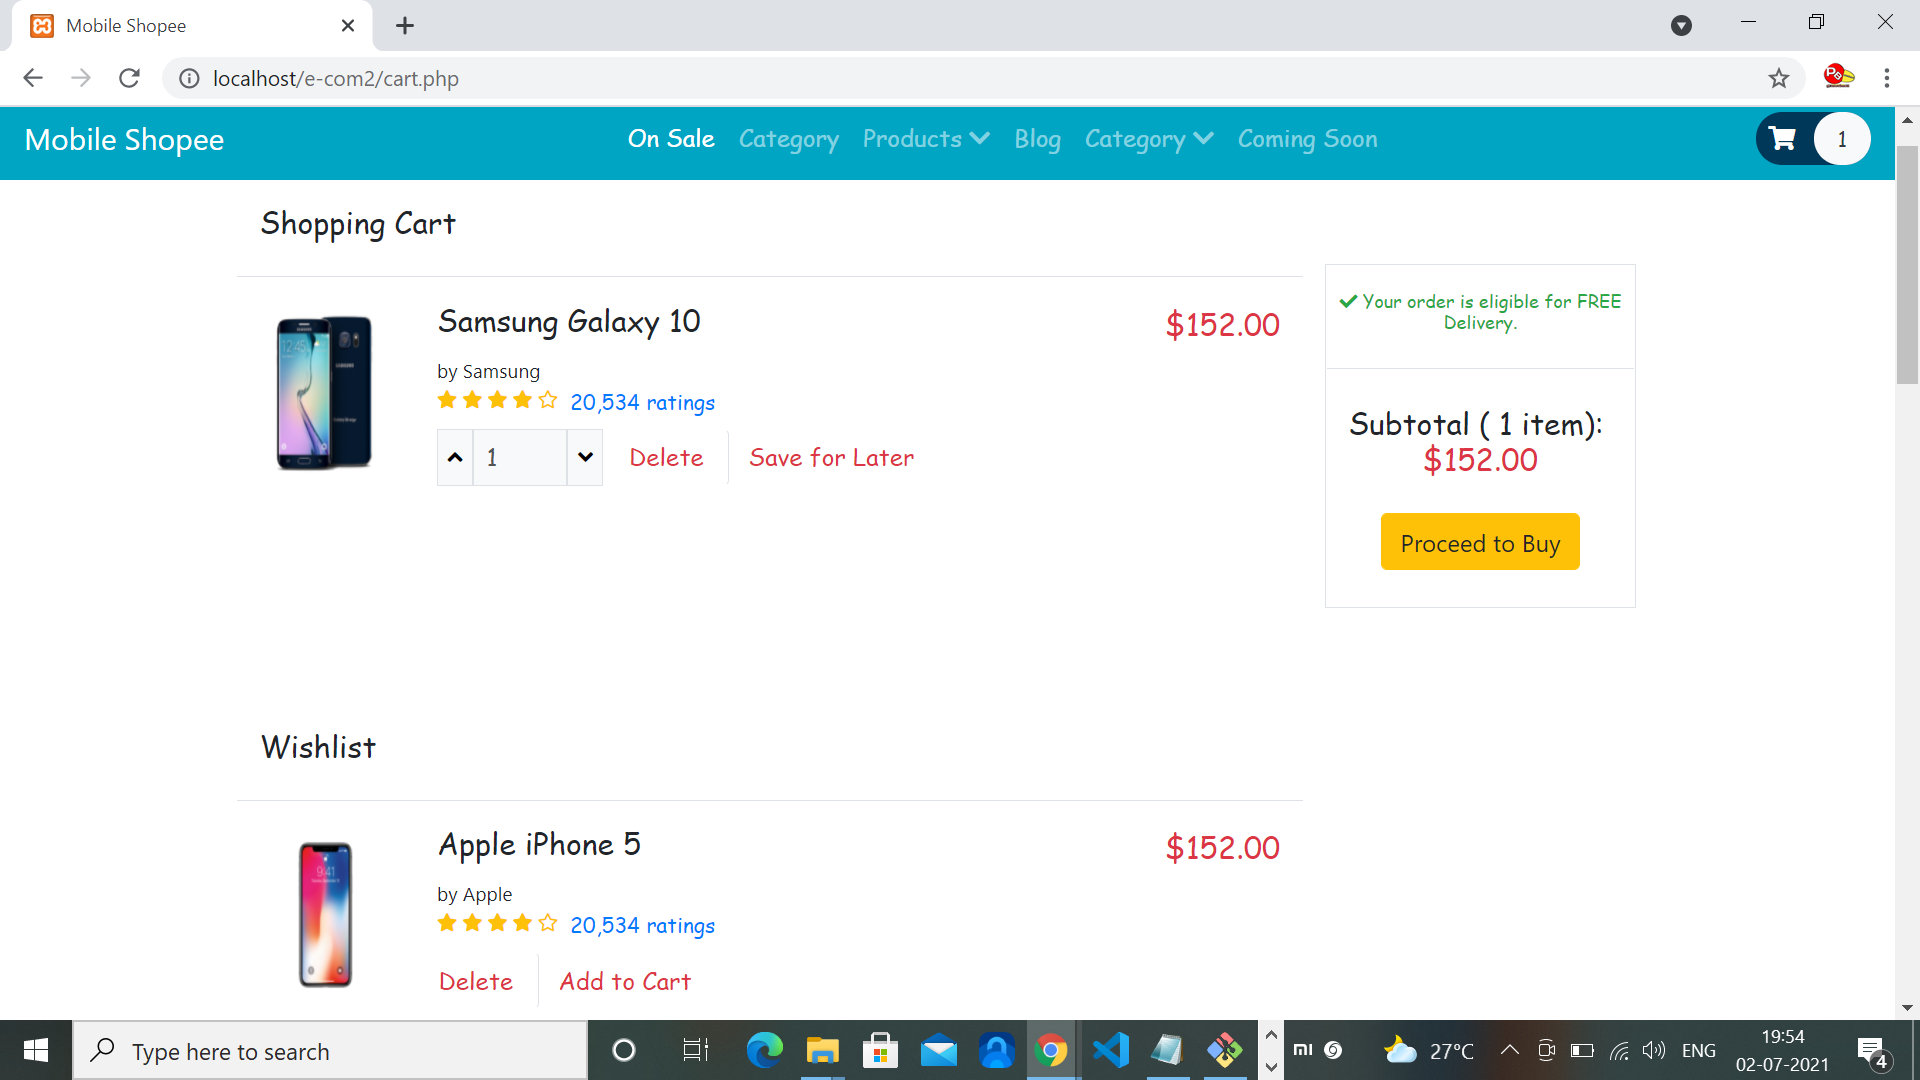 Mobile Shopee
localhost/e-com2/cart.php
Mobile Shopee On Sale Category Products Blog Category Coming Soon 1
Shopping Cart
Samsung Galaxy 10 $152.00
by Samsung
20,534 ratings
1 Delete Save for Later
Your order is eligible for FREE
Delivery.
Subtotal ( 1 item):
$152.00
Proceed to Buy
Wishlist
Apple iPhone 5 $152.00
by Apple
20,534 ratings
Delete Add to Cart
Type here to search
27°C ENG
19:54
02-07-2021
4